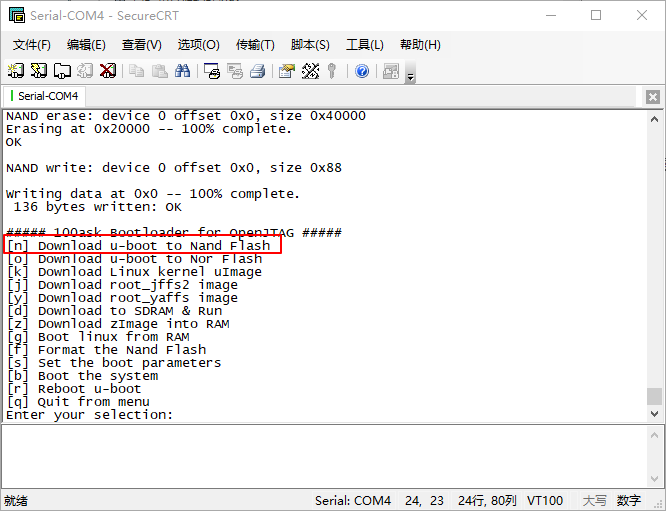 Serial-COM4 - SecureCRT
文件(F) 编辑(E) 查看(V) 选项(O) 传输(T) 脚本(S) 工具(L) 帮助(H)
Serial-COM4
NAND erase: device 0 offset 0x0, size 0x40000
Erasing at 0x20000 -- 100% complete.
OK
NAND write: device 0 offset 0x0, size 0x88
Writing data at 0x0 -- 100% complete.
136 bytes written: OK
##### 100ask Bootloader for OpenJTAG #####
[n] Download u-boot to Nand Flash
[o] Download u-boot to Nor Flash
[k] Download Linux kernel uImage
[j] Download root_jffs2 image
[y] Download root_yaffs image
[d] Download to SDRAM & Run
[z] Download zImage into RAM
[g] Boot linux from RAM
[f] Format the Nand Flash
[s] Set the boot parameters
[b] Boot the system
[r] Reboot u-boot
[q] Quit from menu
Enter your selection:
就绪 Serial: COM4 24, 23 24行, 80列 VT100 大写 数字